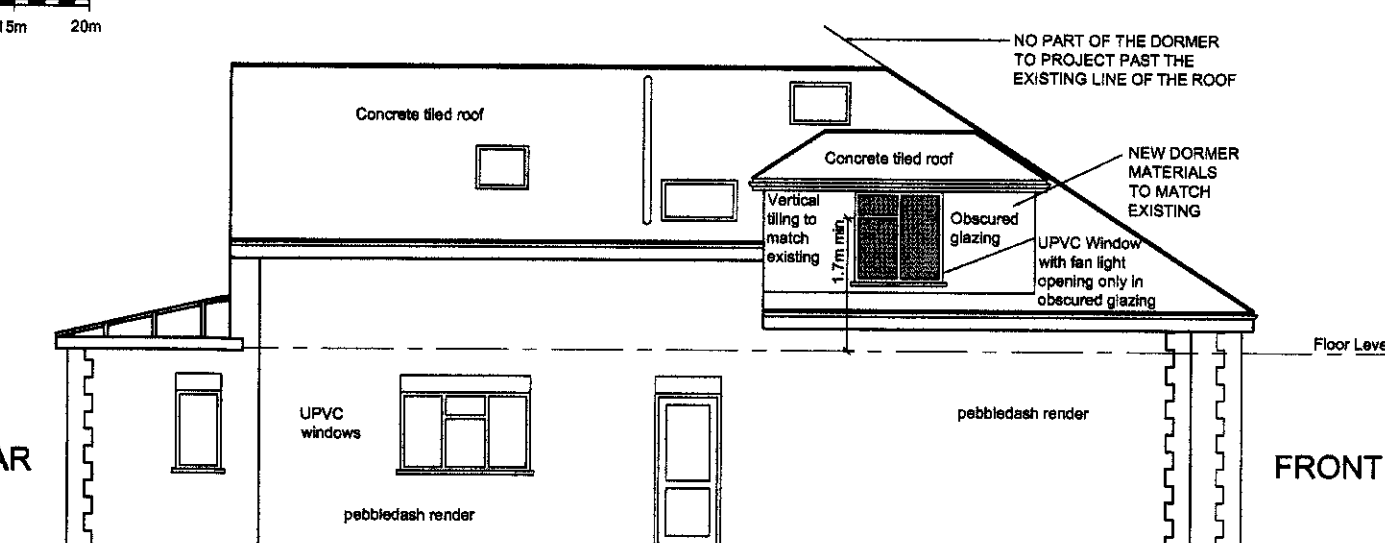 15m 20m
NO PART OF THE DORMER
TO PROJECT PAST THE
EXISTING LINE OF THE ROOF
Concrete tiled roof
Concrete tiled roof
NEW DORMER
MATERIALS
TO MATCH
EXISTING
Vertical
tiling to
match
existing
1.7m min
Obscured
glazing
UPVC Window
with fan light
opening only in
obscured glazing
Floor Leve
UPVC
windows
pebbledash render
AR
FRONT
pebbledash render